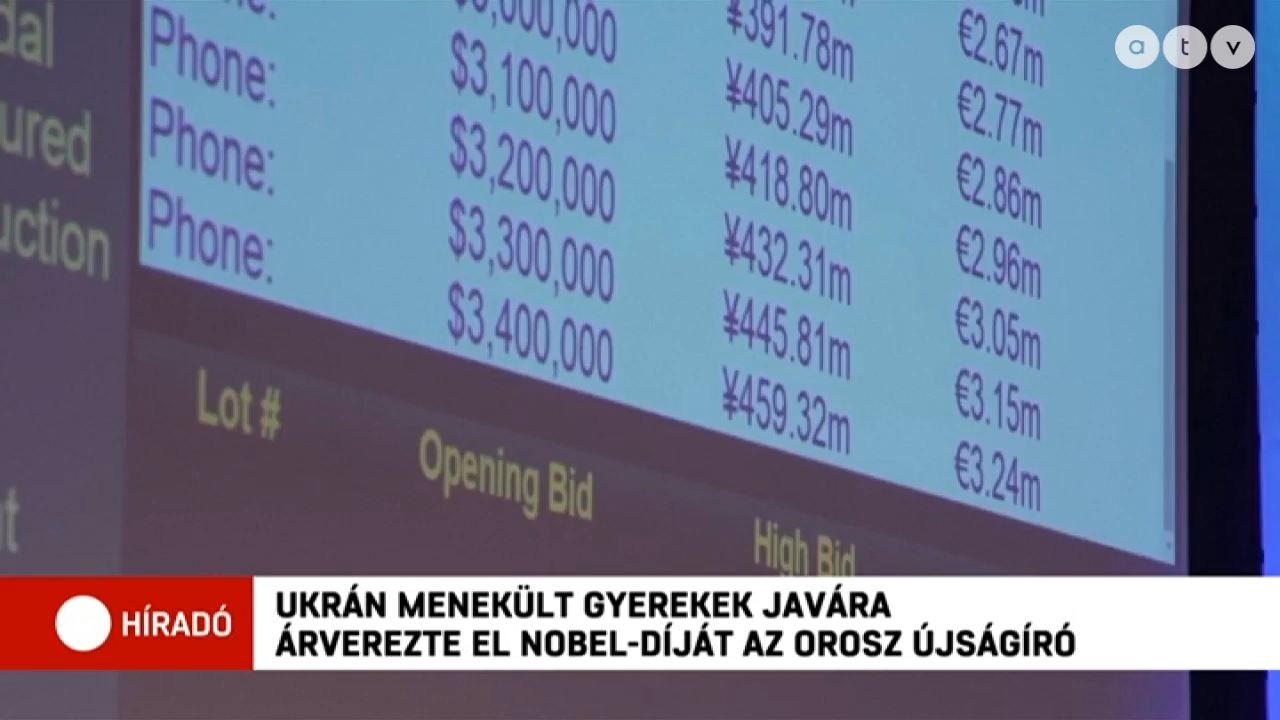 a t v
$3,000,000 ¥391.78m €2.67m
Phone: $3,100,000 ¥405.29m €2.77m
Phone: $3,200,000 ¥418.80m €2.86m
Phone: $3,300,000 ¥432.31m €2.96m
$3,400,000 ¥445.81m €3.05m
¥459.32m €3.15m
€3.24m
Lot # Opening Bid High Bid
HÍRADÓ
UKRÁN MENEKÜLT GYEREKEK JAVÁRA
ÁRVEREZTE EL NOBEL-DÍJÁT AZ OROSZ ÚJSÁGÍRÓ